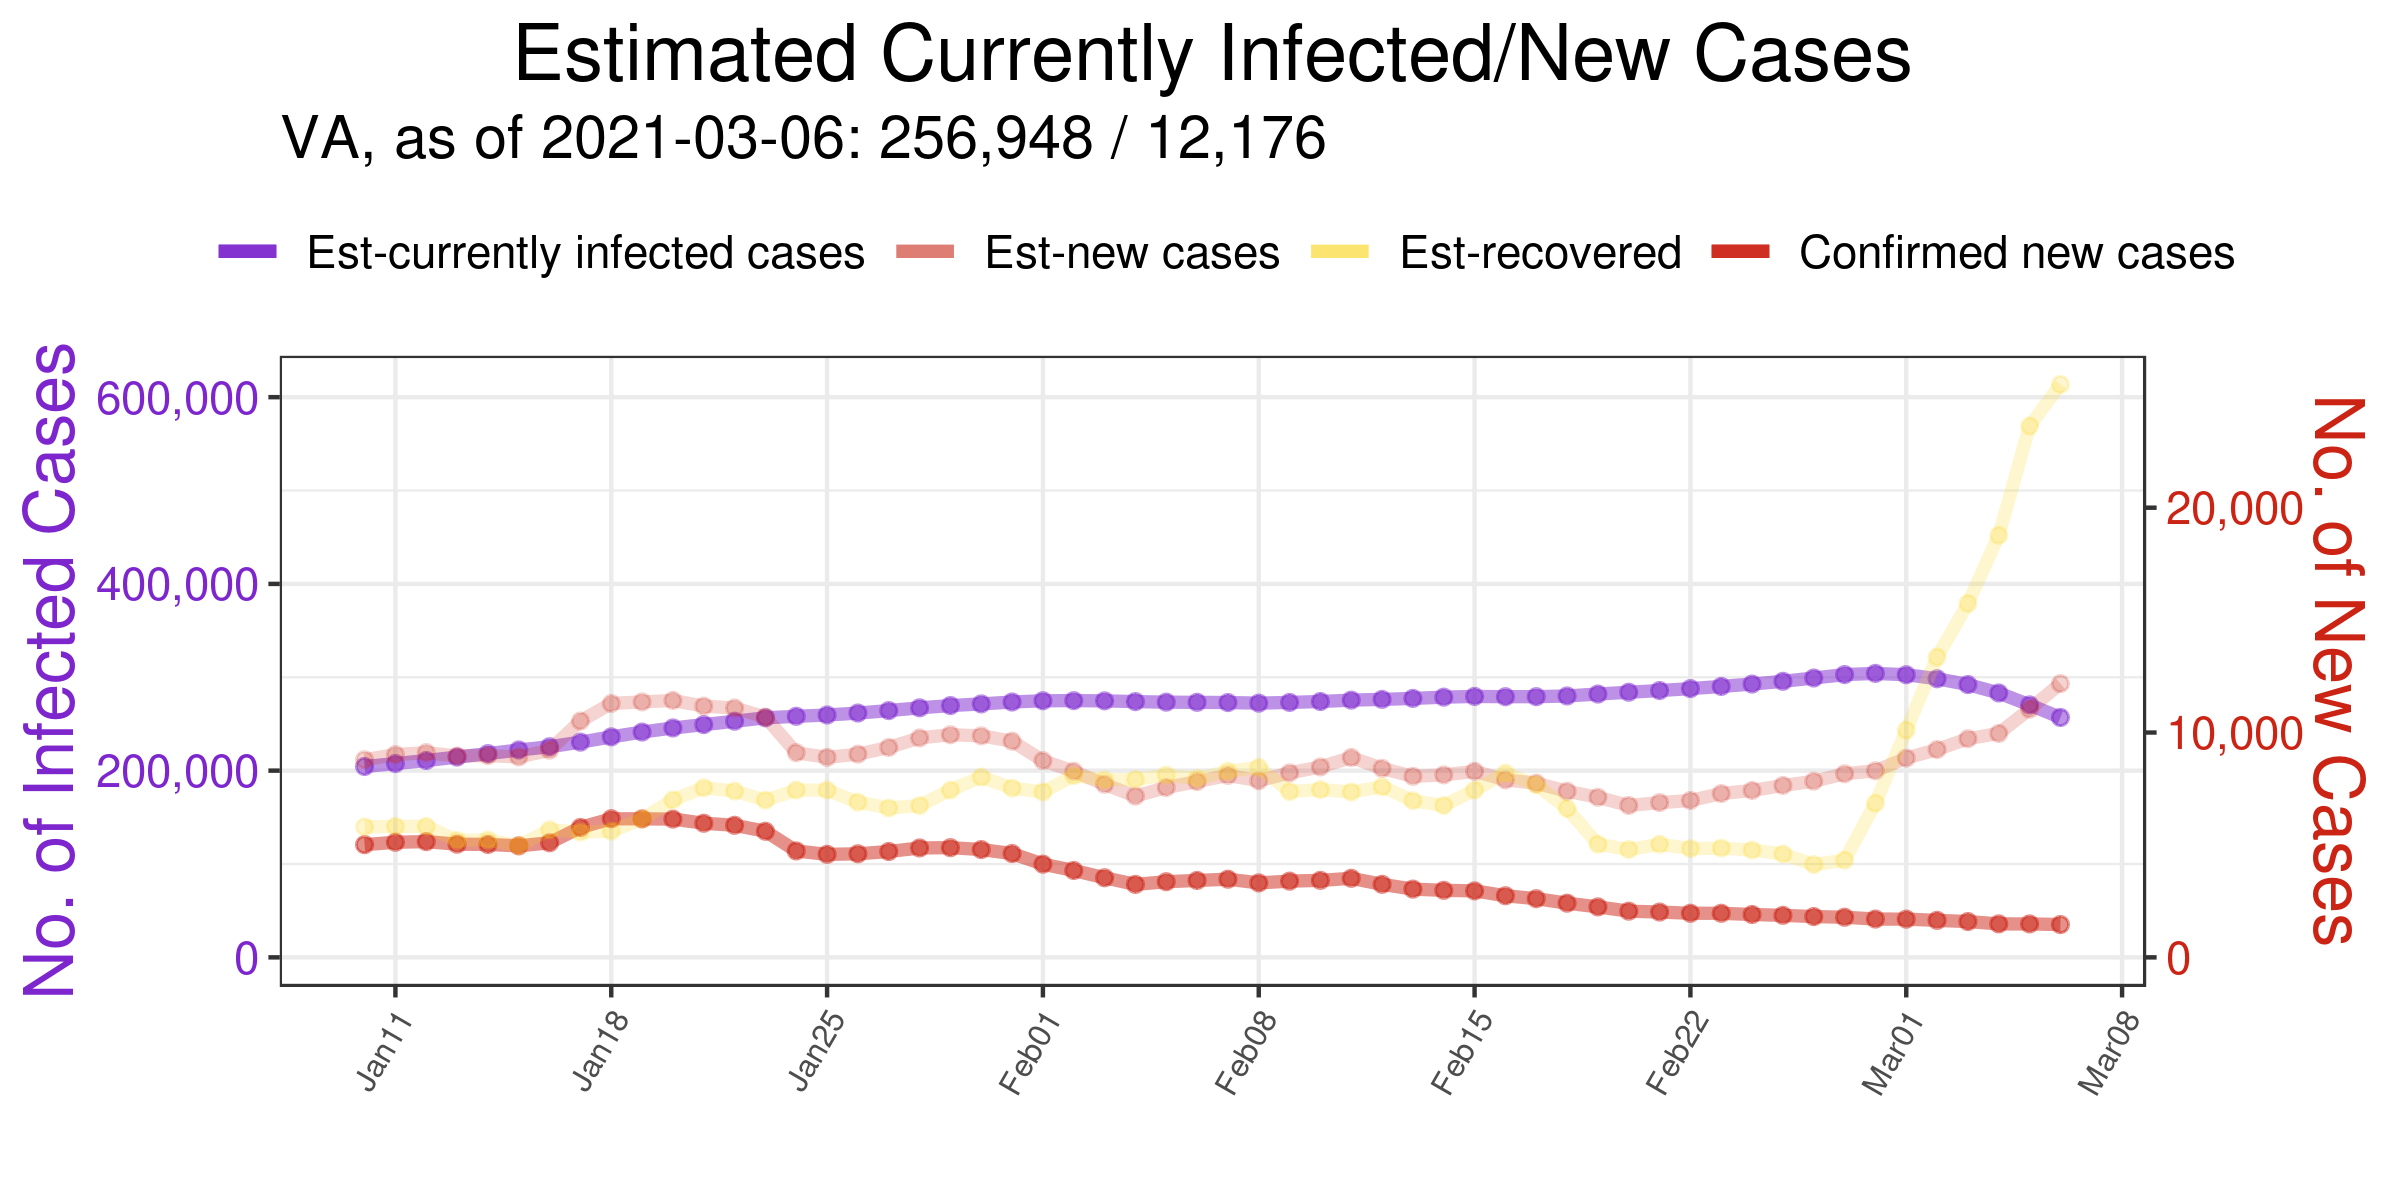 Estimated Currently Infected/New Cases
VA, as of 2021-03-06: 256,948 / 12,176
Est-currently infected cases Est-new cases Est-recovered Confirmed new cases
No. of Infected Cases
600,000
400,000
200,000
0
20,000
10,000
0
No. of New Cases
Jan11 Jan18 Jan25 Feb01 Feb08 Feb15 Feb22 Mar01 Mar08